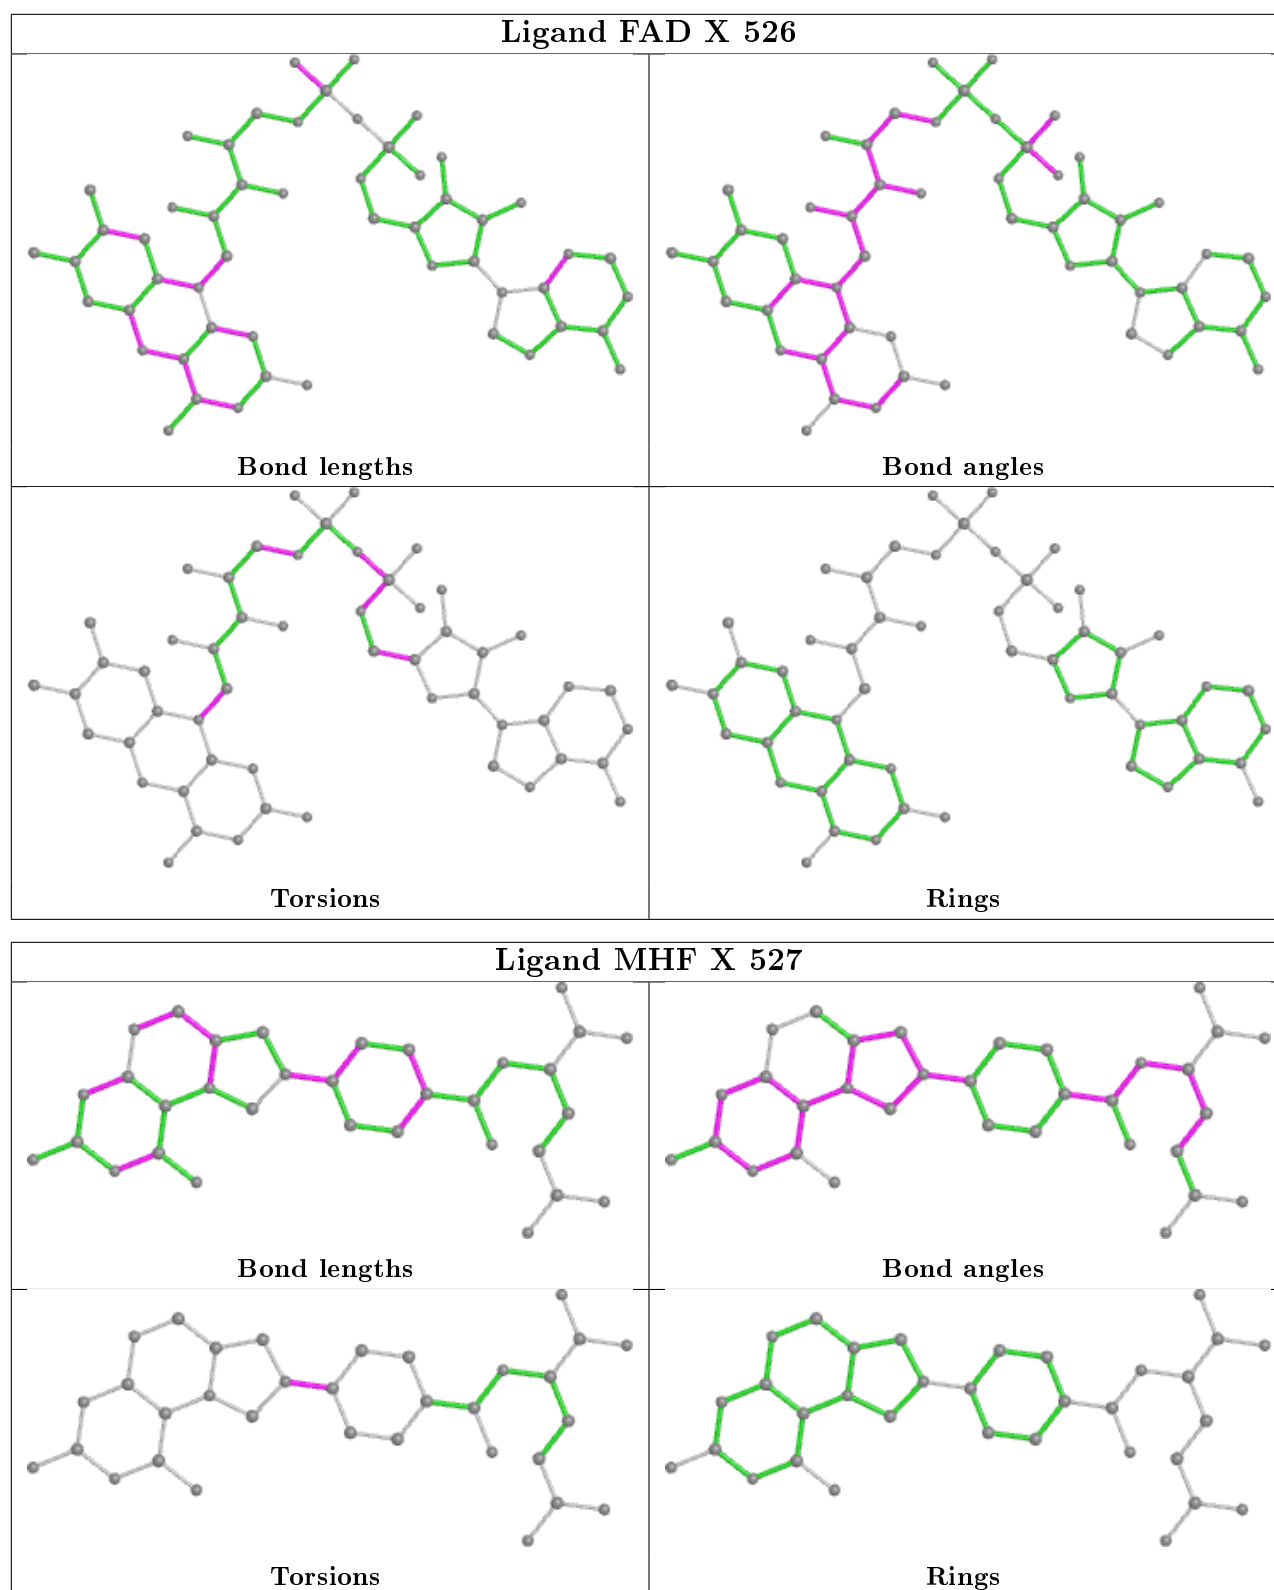 Ligand FAD X 526
Bond lengths
Bond angles
Torsions
Rings
Ligand MHF X 527
Bond lengths
Bond angles
Torsions
Rings